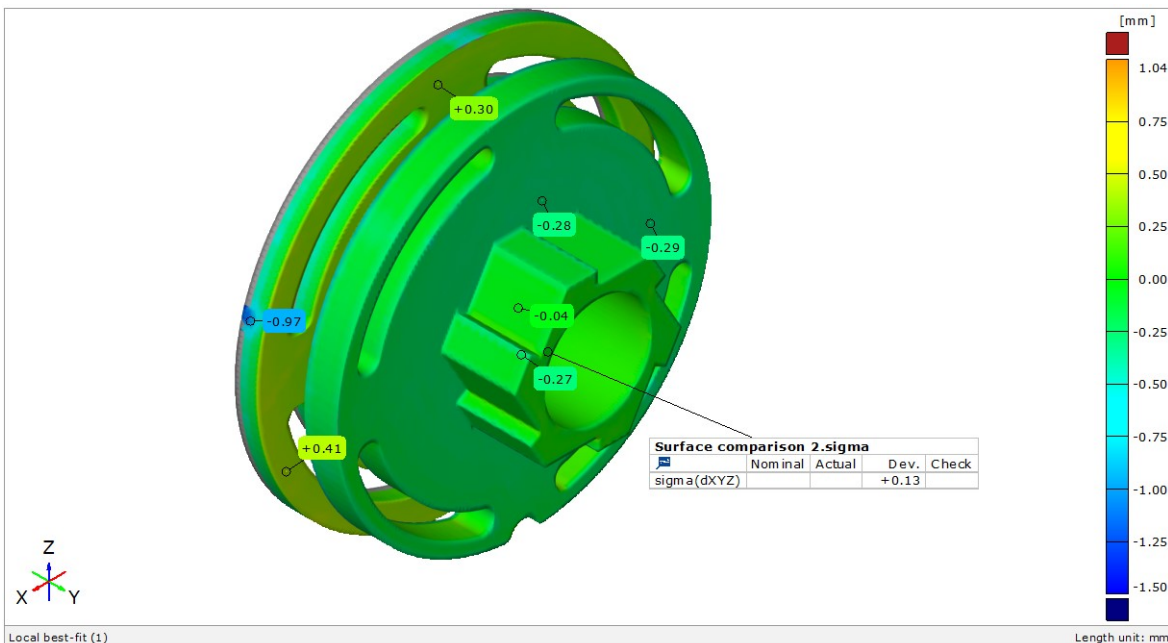 [mm]
1.04
0.75
0.50
0.25
0.00
-0.25
-0.50
-0.75
-1.00
-1.25
-1.50
+0.30
-0.28
-0.29
-0.04
-0.97
-0.27
+0.41
Surface comparison 2.sigma
Nominal Actual Dev. Check
sigma(dXYZ) +0.13
Z
X Y
Local best-fit (1)
Length unit: mm